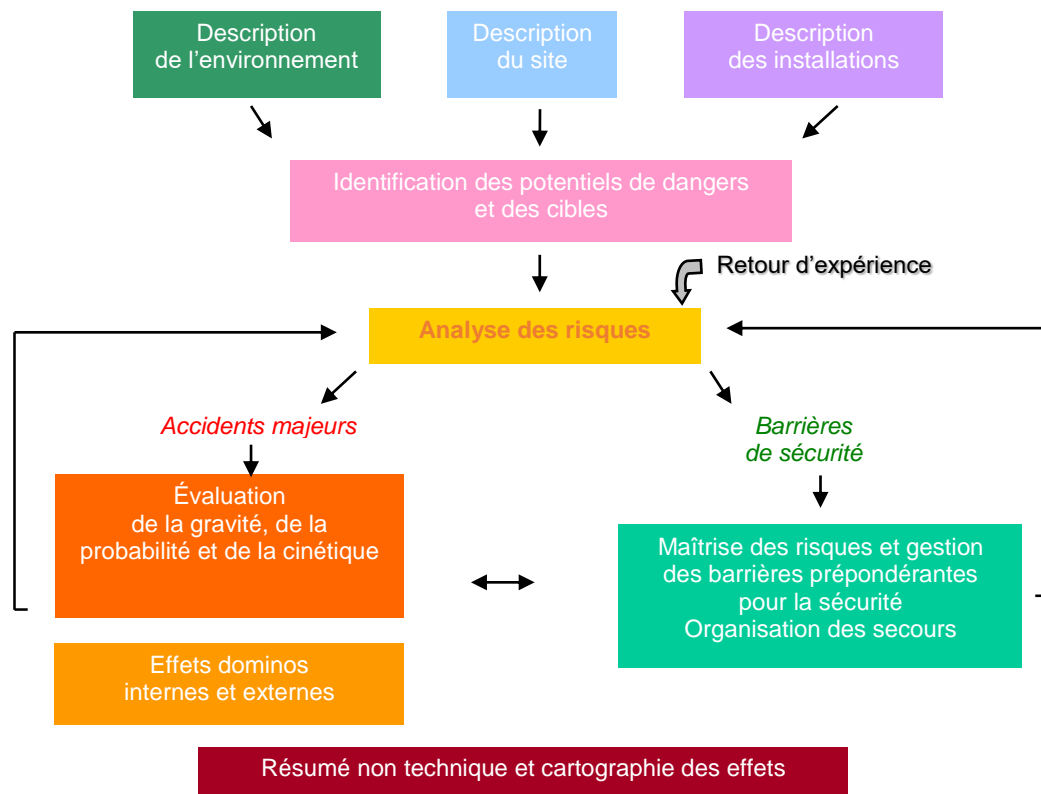 Description
de l’environnement
Description
du site
Description
des installations
Identification des potentiels de dangers
et des cibles
Retour d’expérience
Analyse des risques
Accidents majeurs
Barrières
de sécurité
Évaluation
de la gravité, de la
probabilité et de la cinétique
Maîtrise des risques et gestion
des barrières prépondérantes
pour la sécurité
Organisation des secours
Effets dominos
internes et externes
Résumé non technique et cartographie des effets